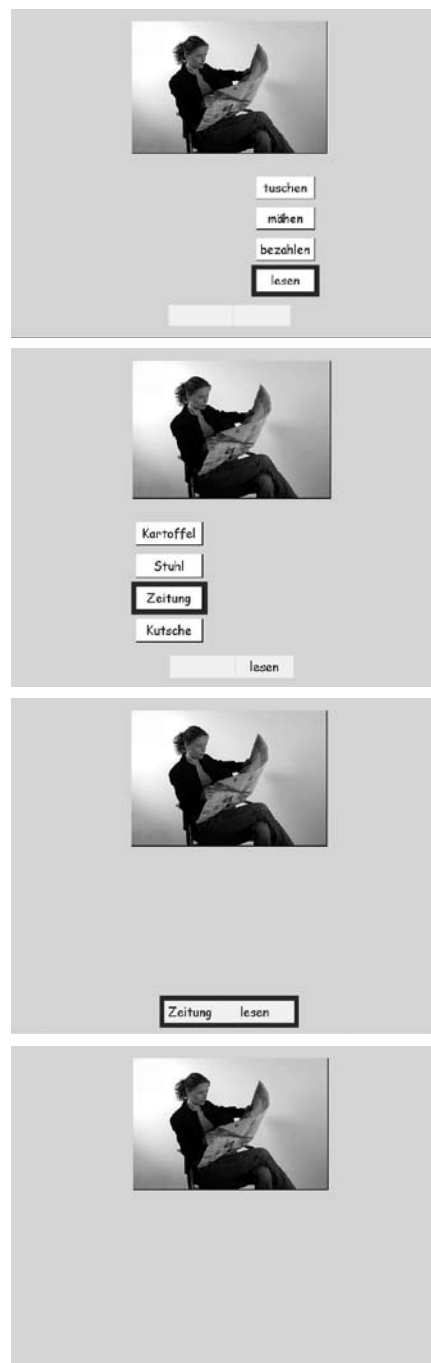 tuschen
mähen
bezahlen
lesen
Kartoffel
Stuhl
Zeitung
Kutsche
lesen
Zeitung lesen